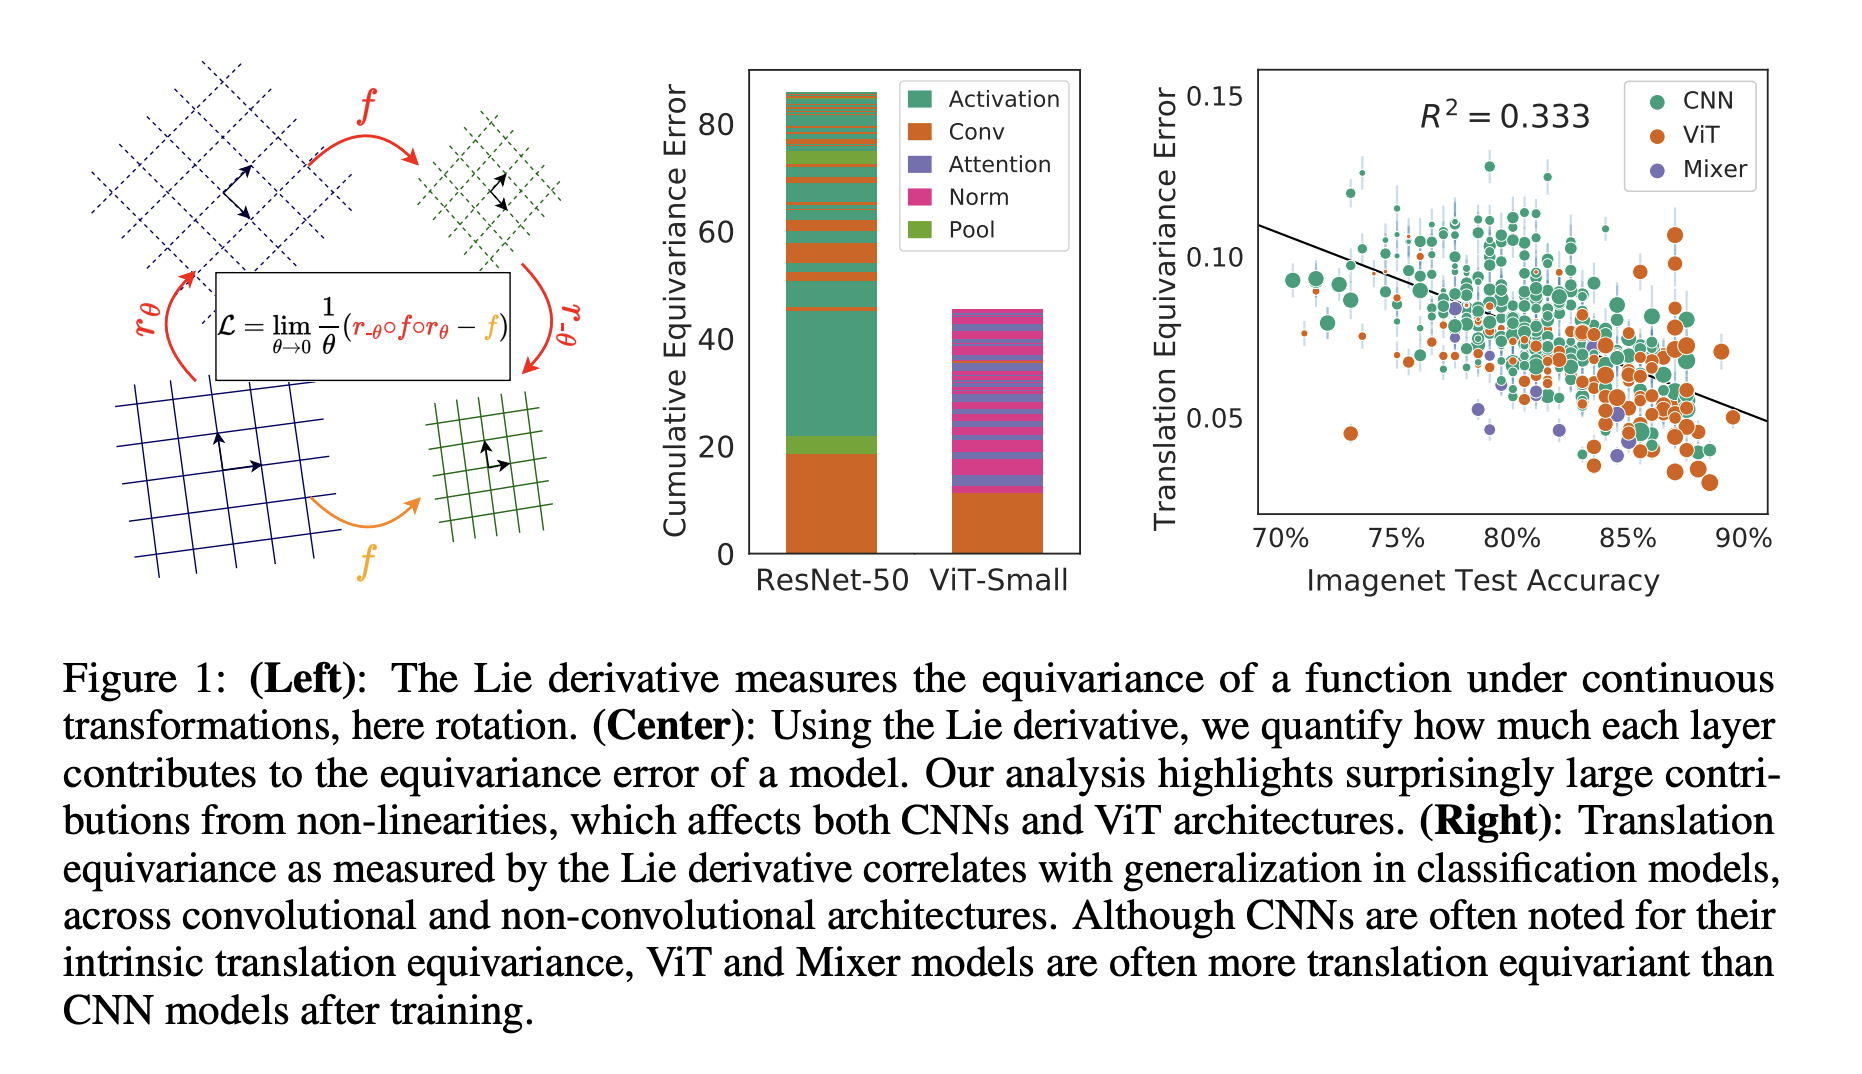 f
r_θ
r_-θ
ℒ = lim_{θ→0} 1/θ (r_-θ∘f∘r_θ − f)
f
Cumulative Equivariance Error
80
60
40
20
0
Activation
Conv
Attention
Norm
Pool
ResNet-50 ViT-Small
Translation Equivariance Error
0.15
0.10
0.05
R² = 0.333
CNN
ViT
Mixer
70% 75% 80% 85% 90%
Imagenet Test Accuracy
Figure 1: (Left): The Lie derivative measures the equivariance of a function under continuous
transformations, here rotation. (Center): Using the Lie derivative, we quantify how much each layer
contributes to the equivariance error of a model. Our analysis highlights surprisingly large contri-
butions from non-linearities, which affects both CNNs and ViT architectures. (Right): Translation
equivariance as measured by the Lie derivative correlates with generalization in classification models,
across convolutional and non-convolutional architectures. Although CNNs are often noted for their
intrinsic translation equivariance, ViT and Mixer models are often more translation equivariant than
CNN models after training.